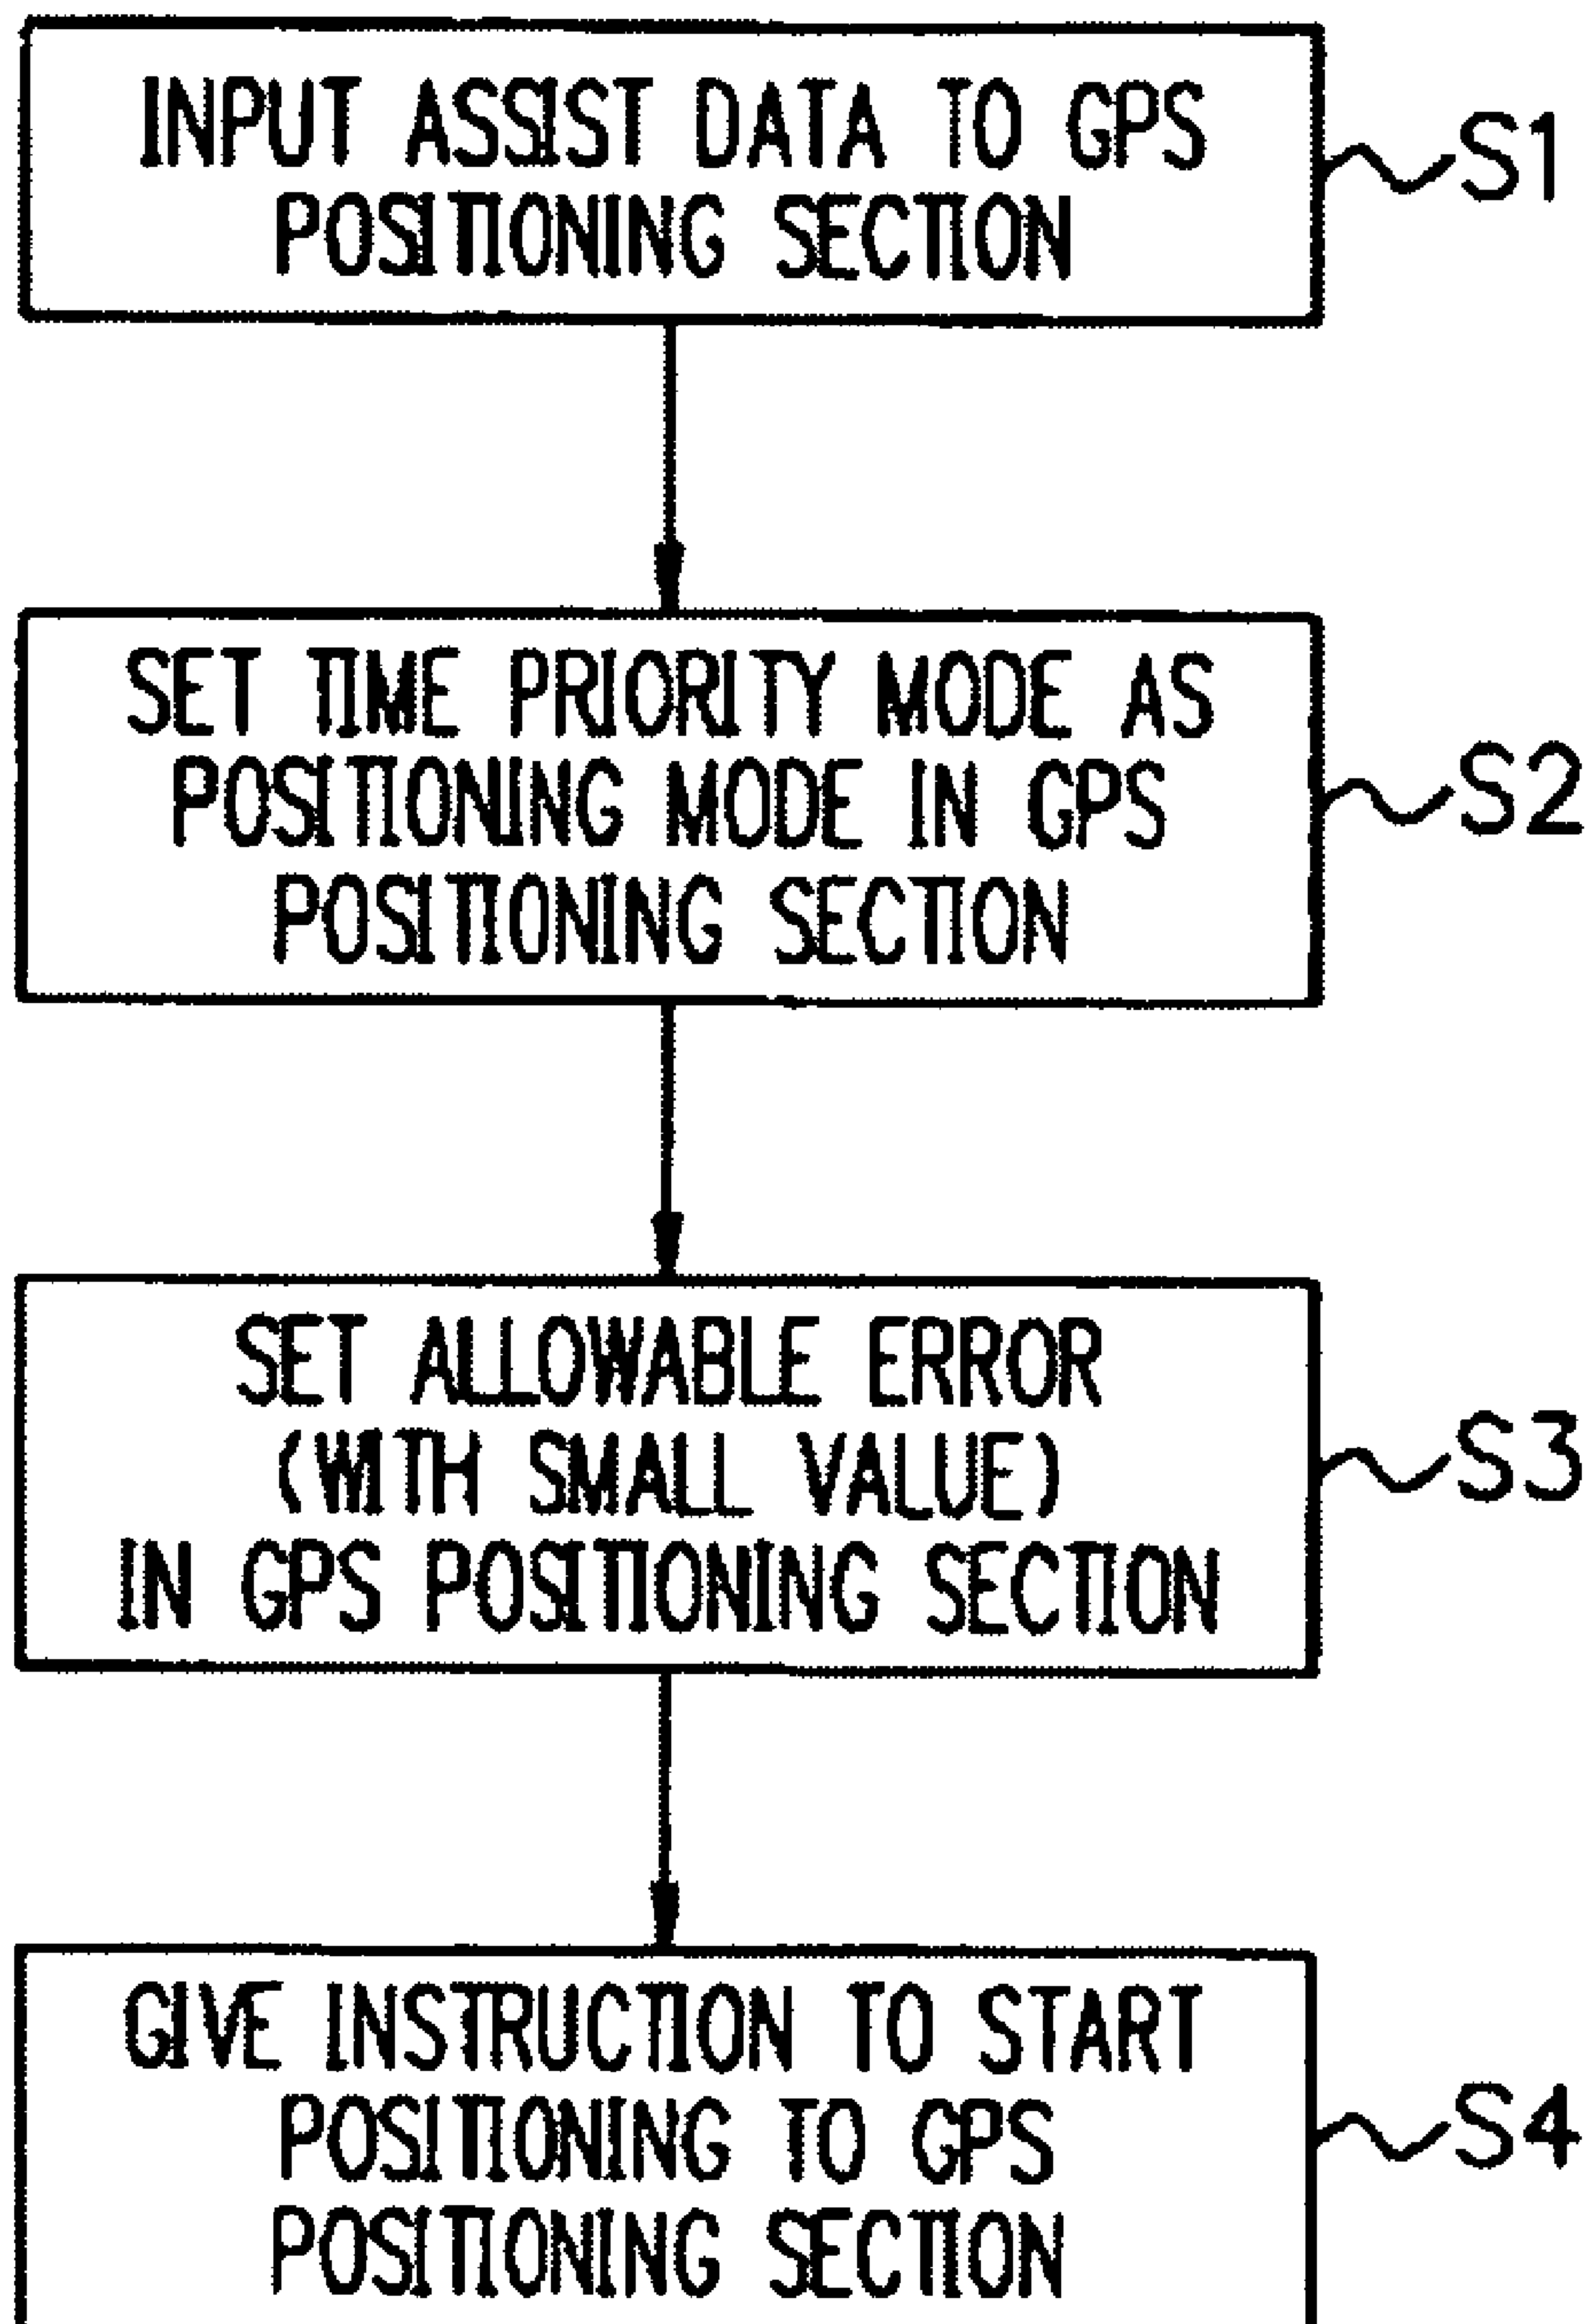 INPUT ASSIST DATA TO GPS
POSITIONING SECTION
S1
SET TIME PRIORITY MODE AS
POSITIONING MODE IN GPS
POSITIONING SECTION
S2
SET ALLOWABLE ERROR
(WITH SMALL VALUE)
IN GPS POSITIONING SECTION
S3
GIVE INSTRUCTION TO START
POSITIONING TO GPS
POSITIONING SECTION
S4